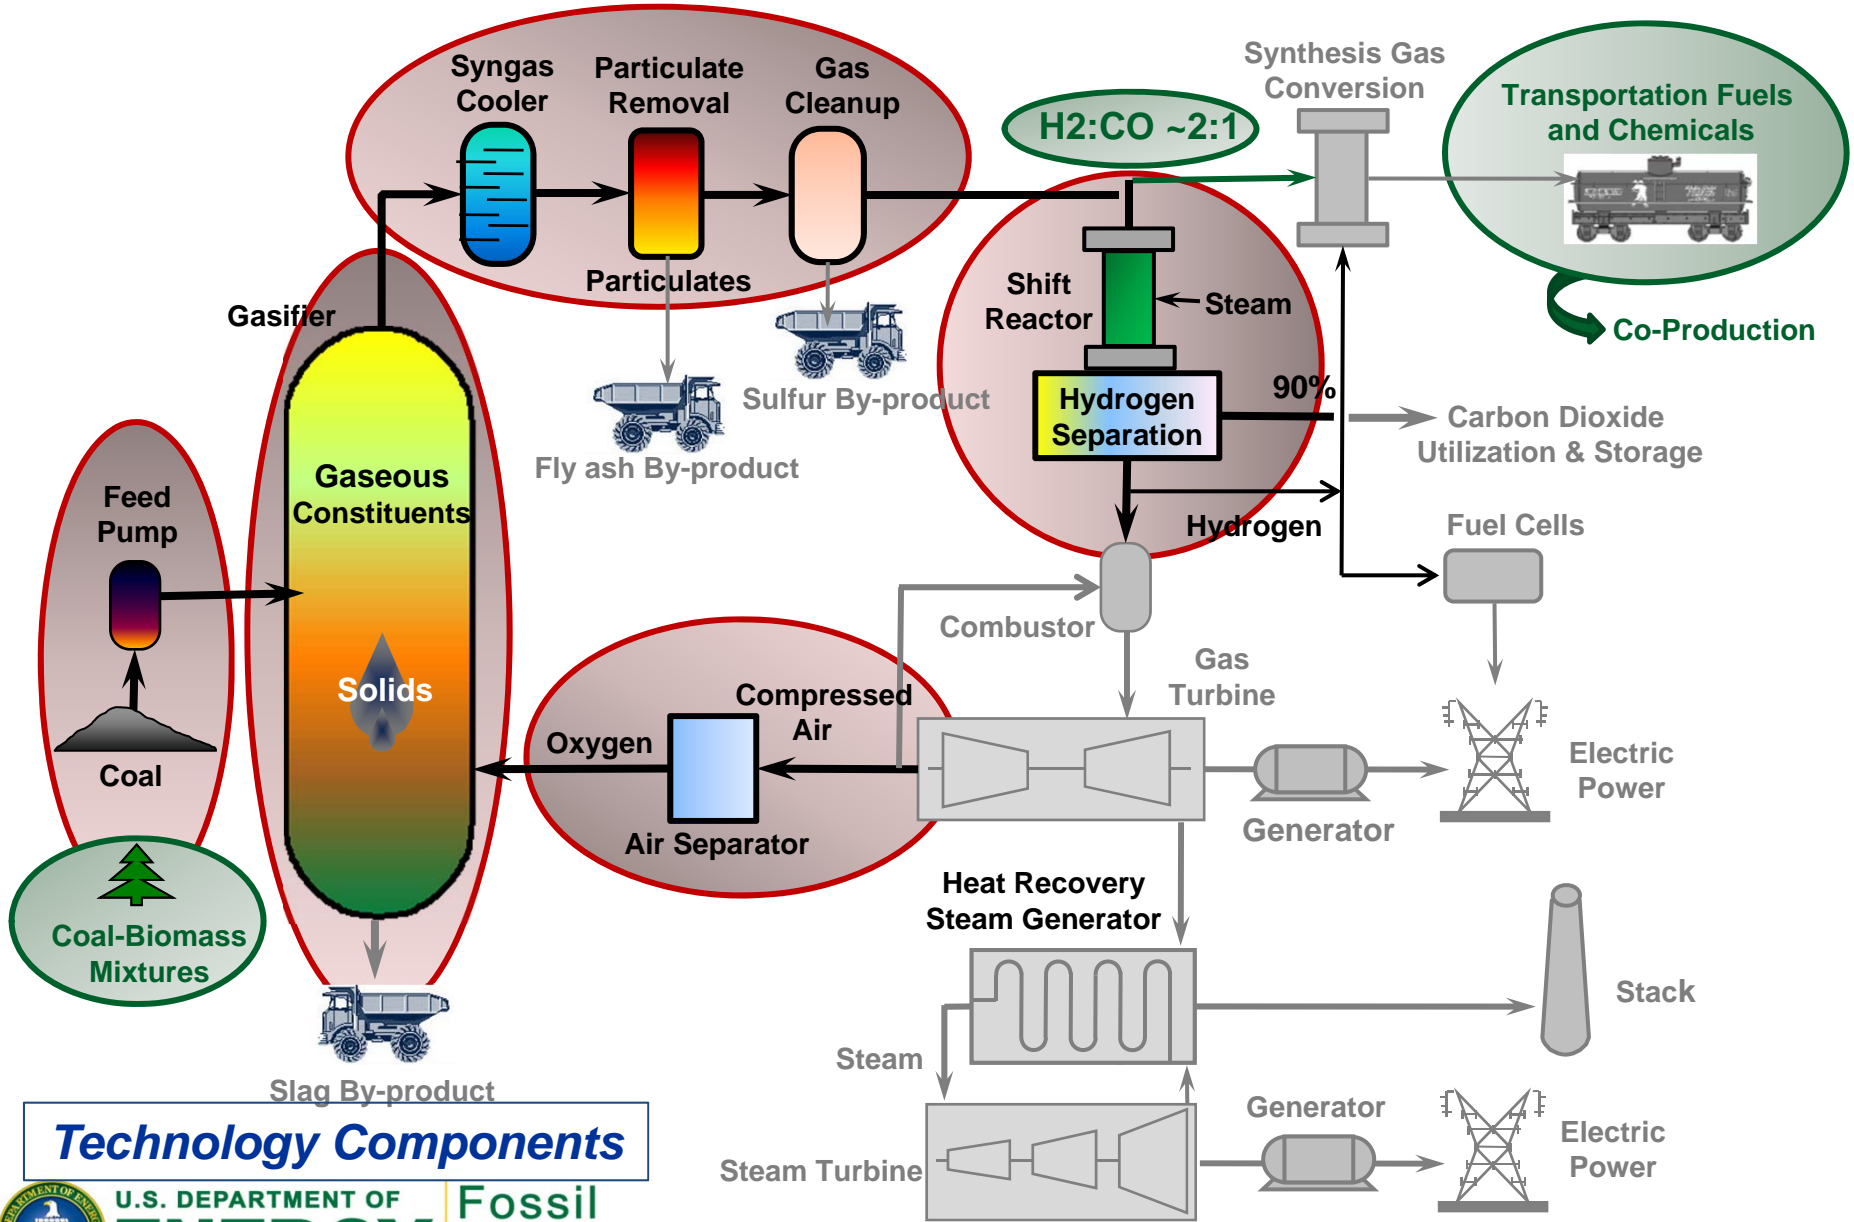 Syngas
Cooler
Particulate
Removal
Gas
Cleanup
Synthesis Gas
Conversion
Transportation Fuels
and Chemicals
H2:CO ~2:1
Particulates
Gasifier
Shift
Reactor
Steam
Co-Production
Sulfur By-product
Fly ash By-product
Hydrogen
Separation
90%
Carbon Dioxide
Utilization & Storage
Gaseous
Constituents
Feed
Pump
Hydrogen
Fuel Cells
Combustor
Solids
Compressed
Air
Gas
Turbine
Coal
Oxygen
Electric
Power
Air Separator
Generator
Heat Recovery
Steam Generator
Coal-Biomass
Mixtures
Stack
Steam
Slag By-product
Generator
Electric
Power
Steam Turbine
Technology Components
U.S. DEPARTMENT OF
ENERGY
Fossil